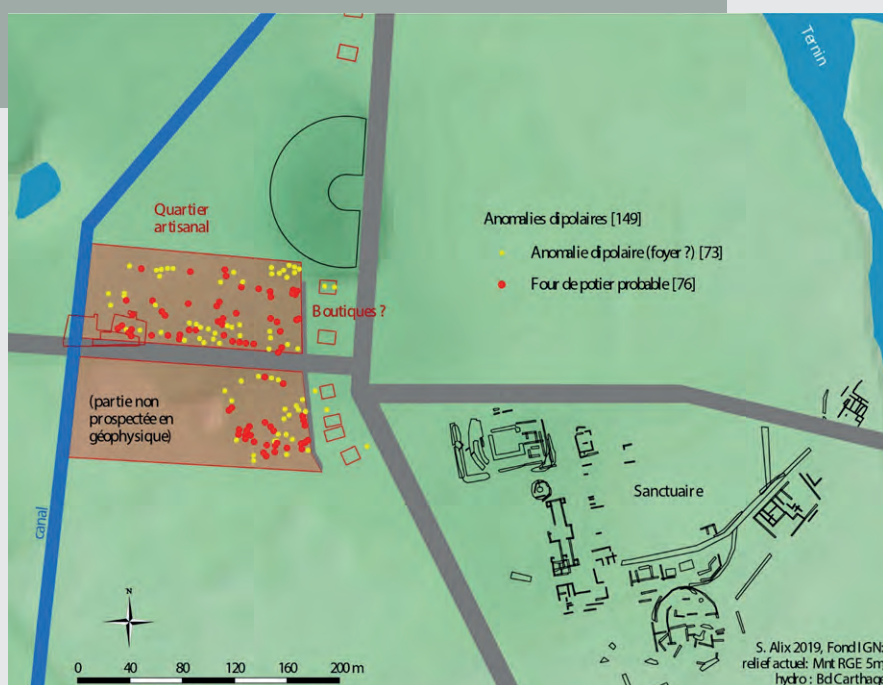 Ternin
Quartier
artisanal
Anomalies dipolaires [149]
Anomalie dipolaire (foyer ?) [73]
Four de potier probable [76]
Boutiques ?
(partie non
prospectée en
géophysique)
Sanctuaire
canal
N
0 40 80 120 160 200 m
S. Alix 2019, Fond IGN:
relief actuel: Mnt RGE 5m
hydro : Bd Carthag